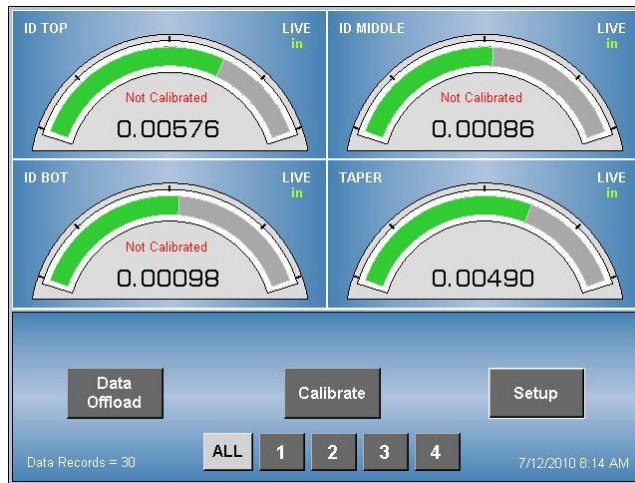 ID TOP LIVE
in
Not Calibrated
0.00576
ID MIDDLE LIVE
in
Not Calibrated
0.00086
ID BOT LIVE
in
Not Calibrated
0.00098
TAPER LIVE
in
0.00490
Data
Offload
Calibrate
Setup
ALL 1 2 3 4
Data Records = 30
7/12/2010 8:14 AM